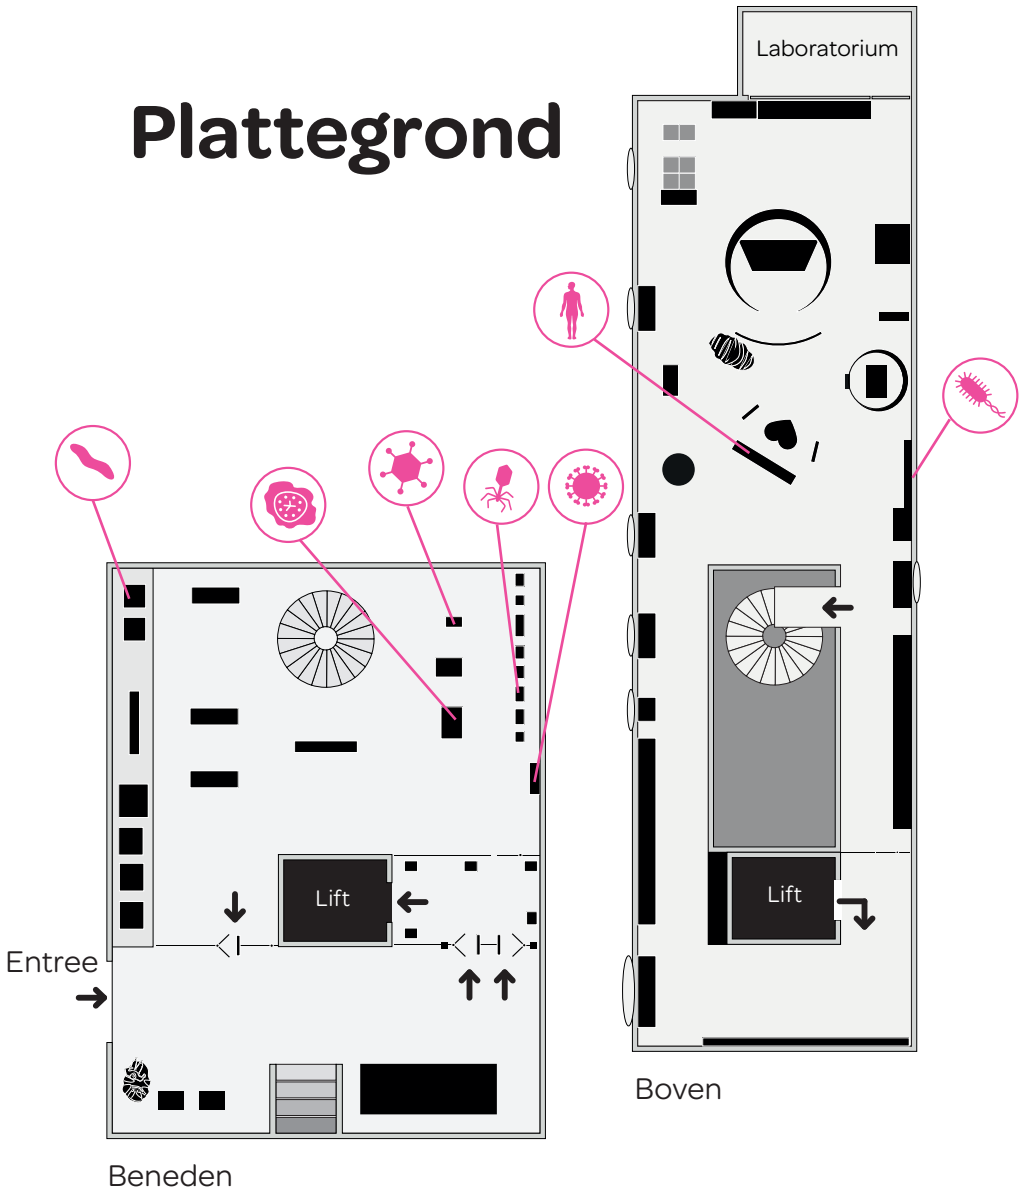 Plattegrond
Laboratorium
Lift
Lift
Entree
Boven
Beneden